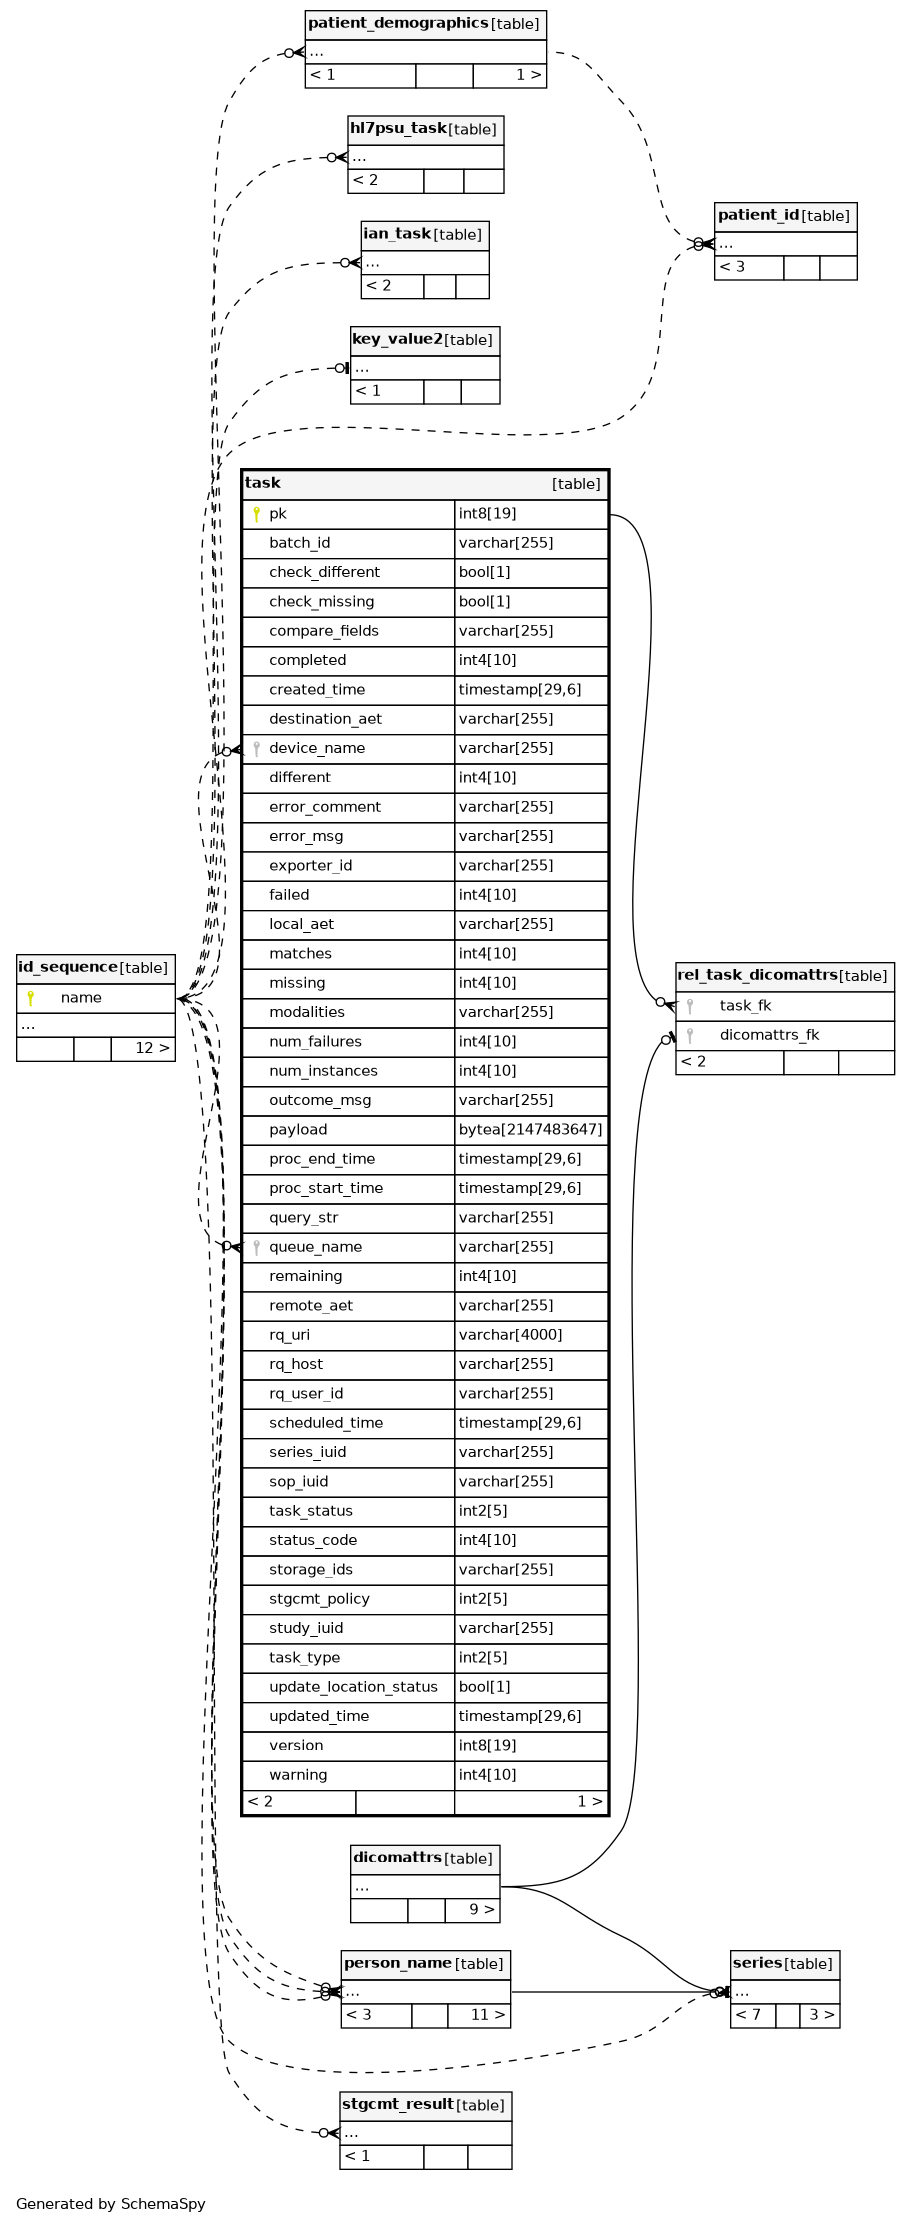 patient_demographics [table]
...
< 1 1 >
hl7psu_task [table]
...
< 2
patient_id [table]
...
< 3
ian_task [table]
...
< 2
key_value2 [table]
...
< 1
task [table]
pk int8[19]
batch_id varchar[255]
check_different bool[1]
check_missing bool[1]
compare_fields varchar[255]
completed int4[10]
created_time timestamp[29,6]
destination_aet varchar[255]
device_name varchar[255]
different int4[10]
error_comment varchar[255]
error_msg varchar[255]
exporter_id varchar[255]
failed int4[10]
local_aet varchar[255]
matches int4[10]
missing int4[10]
modalities varchar[255]
num_failures int4[10]
num_instances int4[10]
outcome_msg varchar[255]
payload bytea[2147483647]
proc_end_time timestamp[29,6]
proc_start_time timestamp[29,6]
query_str varchar[255]
queue_name varchar[255]
remaining int4[10]
remote_aet varchar[255]
rq_uri varchar[4000]
rq_host varchar[255]
rq_user_id varchar[255]
scheduled_time timestamp[29,6]
series_iuid varchar[255]
sop_iuid varchar[255]
task_status int2[5]
status_code int4[10]
storage_ids varchar[255]
stgcmt_policy int2[5]
study_iuid varchar[255]
task_type int2[5]
update_location_status bool[1]
updated_time timestamp[29,6]
version int8[19]
warning int4[10]
< 2 1 >
id_sequence [table]
name
...
12 >
rel_task_dicomattrs [table]
task_fk
dicomattrs_fk
< 2
dicomattrs [table]
...
9 >
person_name [table]
...
< 3 11 >
series [table]
...
< 7 3 >
stgcmt_result [table]
...
< 1
Generated by SchemaSpy